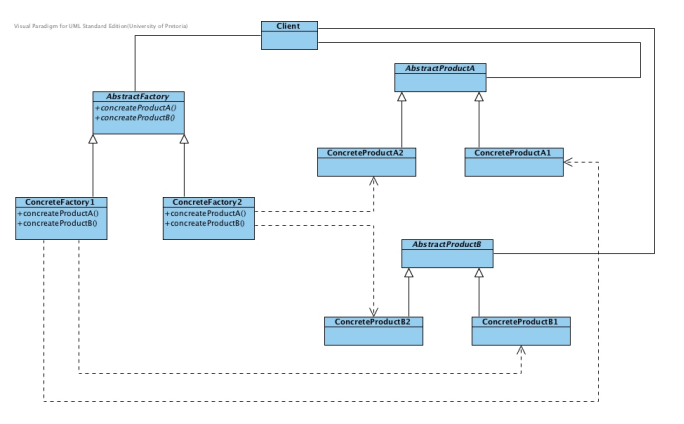 Visual Paradigm for UML Standard Edition(University of Pretoria)
Client
AbstractProductA
AbstractFactory
+concreateProductA()
+concreateProductB()
ConcreteProductA2
ConcreteProductA1
ConcreteFactory1
+concreateProductA()
+concreateProductB()
ConcreteFactory2
+concreateProductA()
+concreateProductB()
AbstractProductB
ConcreteProductB2
ConcreteProductB1